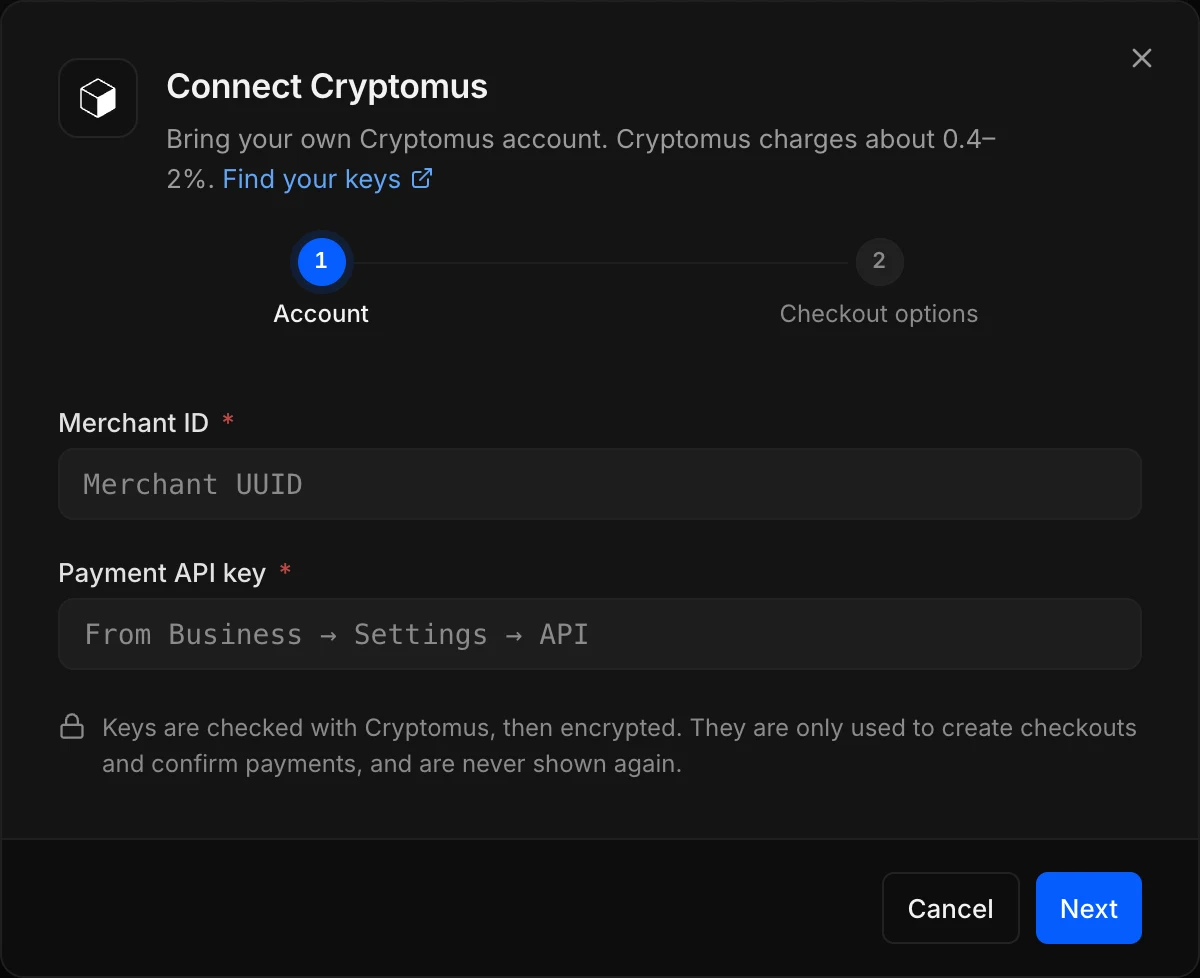 Connect Cryptomus
Bring your own Cryptomus account. Cryptomus charges about 0.4–
2%. Find your keys
1
2
Account
Checkout options
Merchant ID *
Merchant UUID
Payment API key *
From Business → Settings → API
Keys are checked with Cryptomus, then encrypted. They are only used to create checkouts
and confirm payments, and are never shown again.
Cancel
Next